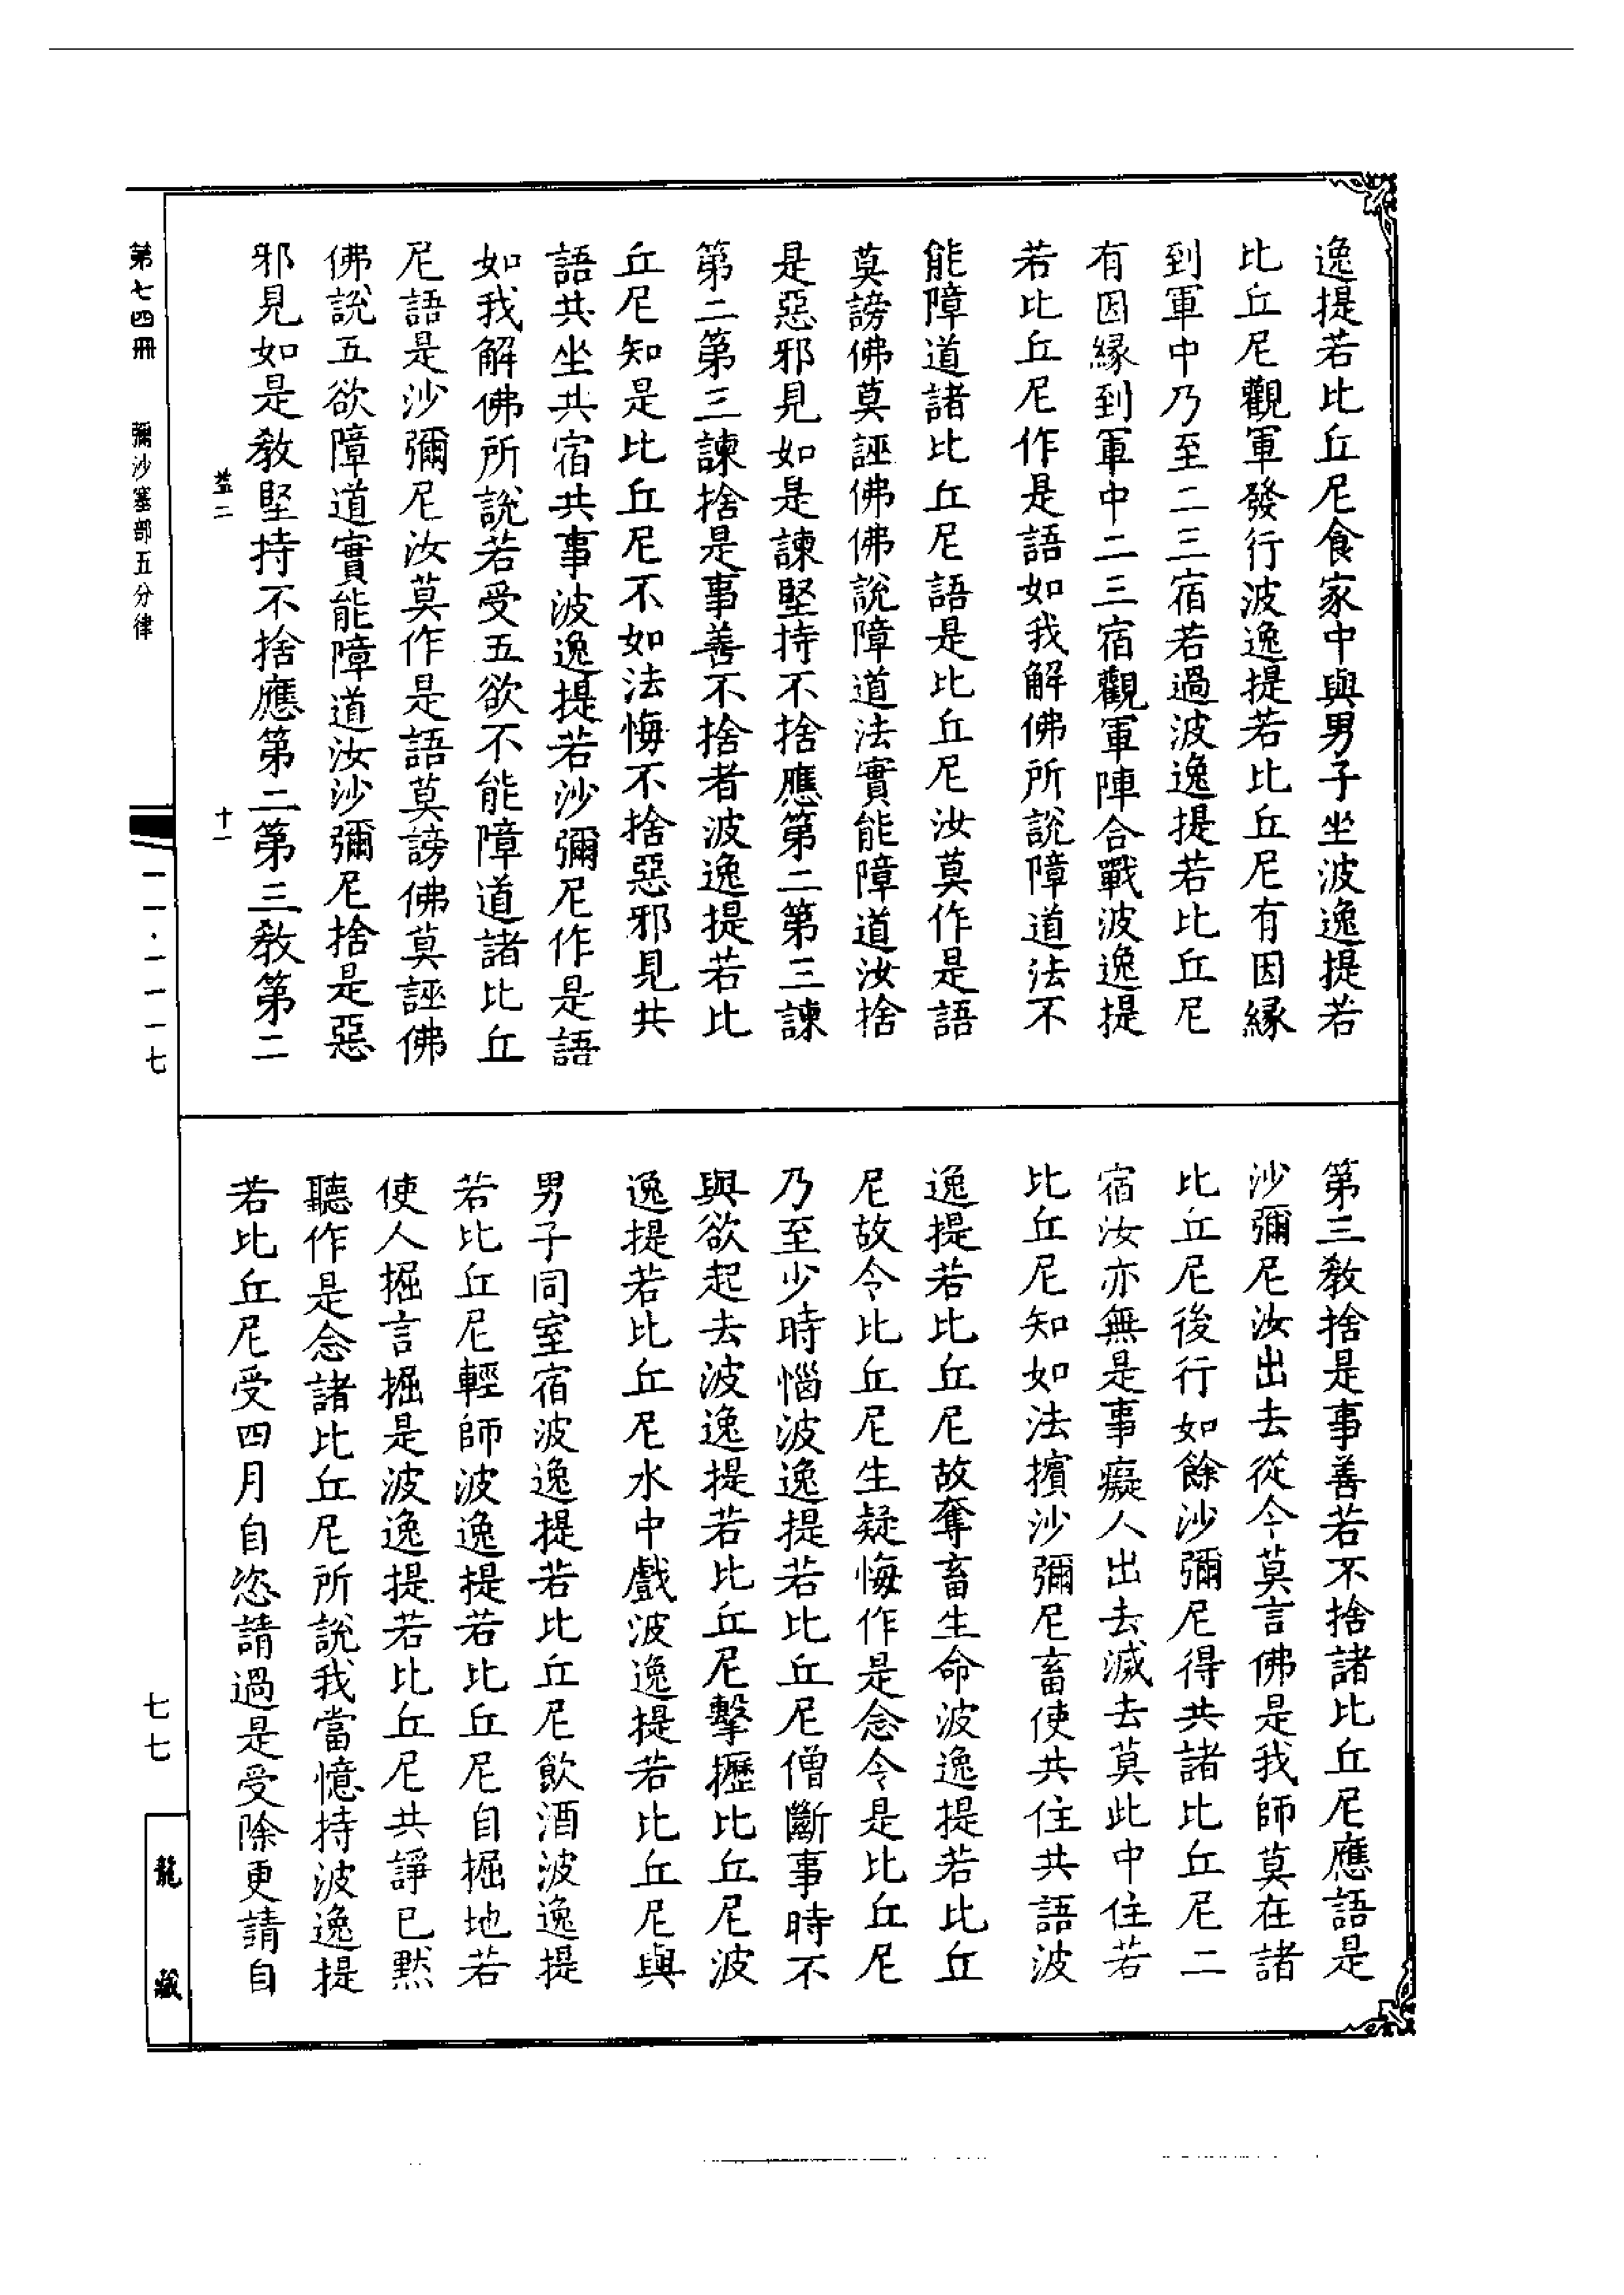 逸提若比丘尼食家中與男子坐波逸提若
比丘尼觀軍發行波逸提若比丘尼有因緣
到軍中乃至二三宿若過波逸提若比丘尼
有因緣到軍中二三宿觀軍陣合戰波逸提
若比丘尼作是語如我解佛所說障道法不
能障道諸比丘尼語是比丘尼汝莫作是語
莫謗佛莫誣佛佛說障道法實能障道汝捨
是惡邪見如是諫堅持不捨應第二第三諫
第二第三諫捨是事善不捨者波逸提若比
丘尼知是比丘尼不如法悔不捨惡邪見共
語共坐共宿共事波逸提若沙彌尼作是語
如我解佛所說若受五欲不能障道諸比丘
尼語是沙彌尼汝莫作是語莫謗佛莫誣佛
佛說五欲障道實能障道汝沙彌尼捨是惡
邪見如是教堅持不捨應第二第三教第二
益二
十一
第三教捨是事善若不捨諸比丘尼應語是
沙彌尼汝出去從今莫言佛是我師莫在諸
比丘尼後行如餘沙彌尼得共諸比丘尼二
宿汝亦無是事癡人出去滅去莫此中住若
比丘尼知如法擯沙彌尼畜使共住共語波
逸提若比丘尼故奪畜生命波逸提若比丘
尼故令比丘尼生疑悔作是念令是比丘尼
乃至少時惱波逸提若比丘尼僧斷事時不
與欲起去波逸提若比丘尼擊攊比丘尼波
逸提若比丘尼水中戲波逸提若比丘尼與
男子同室宿波逸提若比丘尼飲酒波逸提
若比丘尼輕師波逸提若比丘尼自掘地若
使人掘言掘是波逸提若比丘尼共諍已默
聽作是念諸比丘尼所說我當憶持波逸提
若比丘尼受四月自恣請過是受除更請自
第七四冊 彌沙塞部五分律
一一·一一一七
七七
龍藏